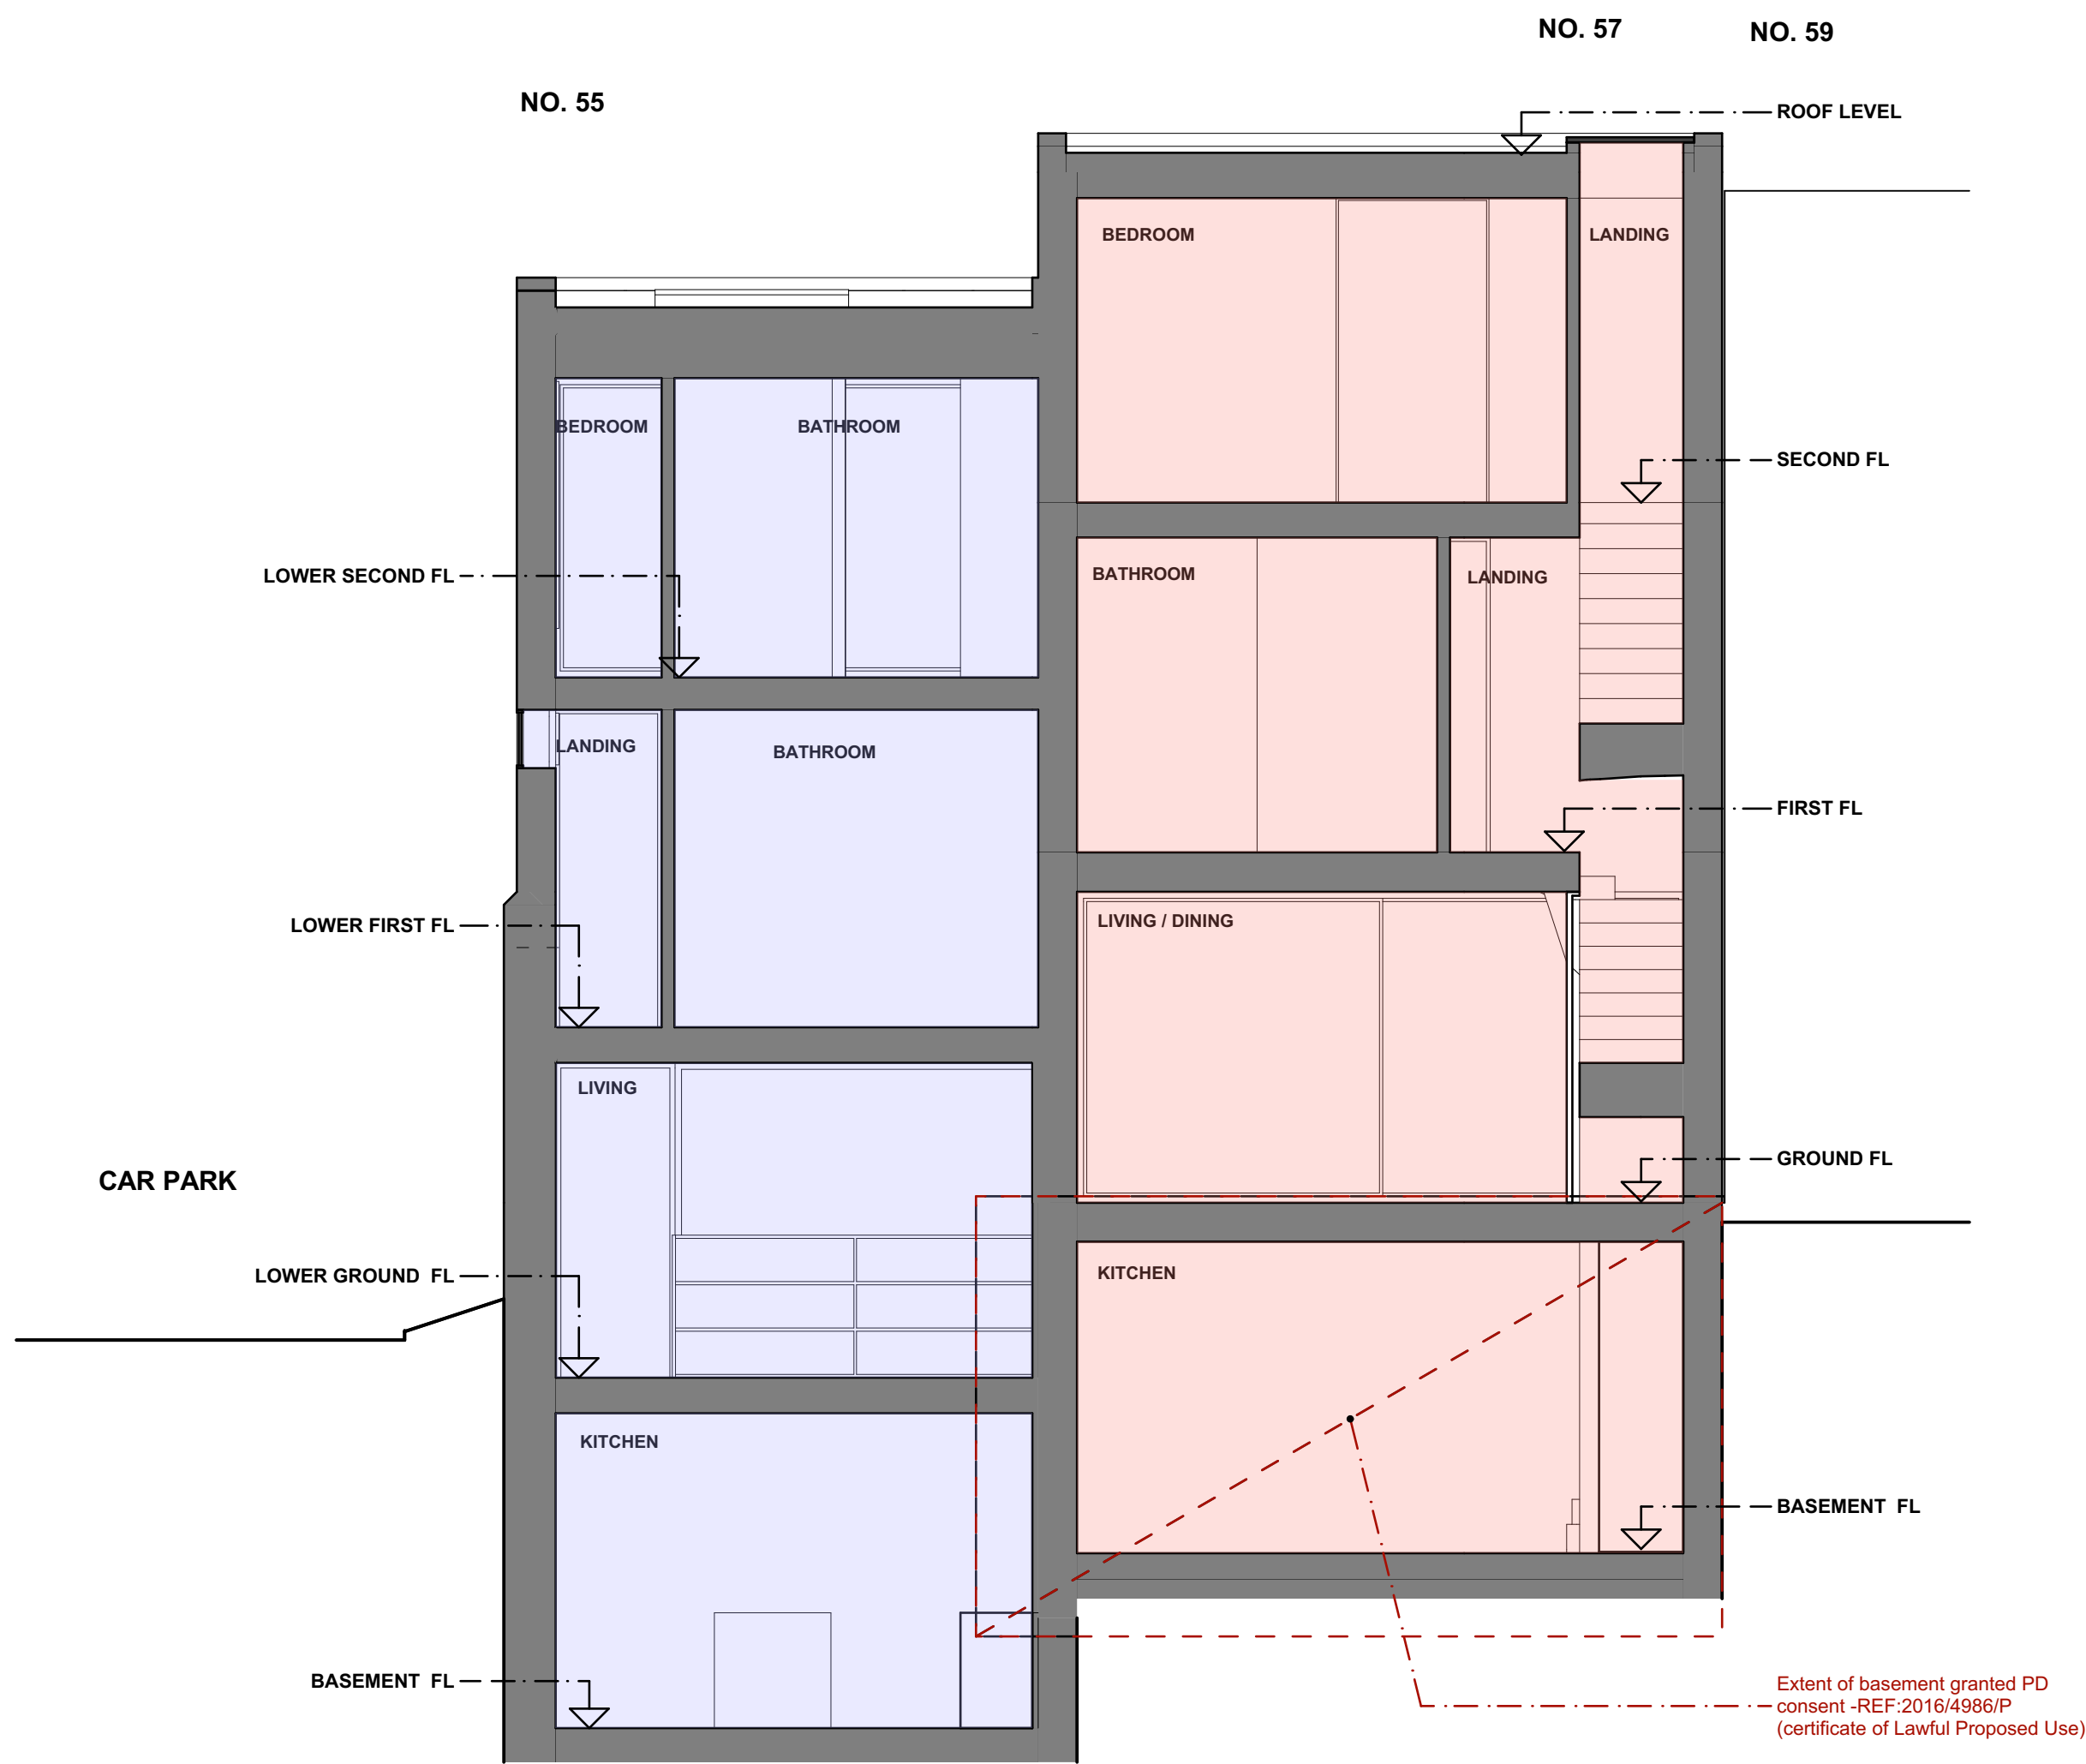 NO. 57
NO. 59
NO. 55
ROOF LEVEL
BEDROOM
LANDING
BEDROOM
BATHROOM
SECOND FL
LOWER SECOND FL
BATHROOM
LANDING
LANDING
BATHROOM
FIRST FL
LOWER FIRST FL
LIVING / DINING
LIVING
CAR PARK
GROUND FL
LOWER GROUND FL
KITCHEN
KITCHEN
BASEMENT FL
BASEMENT FL
Extent of basement granted PD
consent -REF:2016/4986/P
(certificate of Lawful Proposed Use)